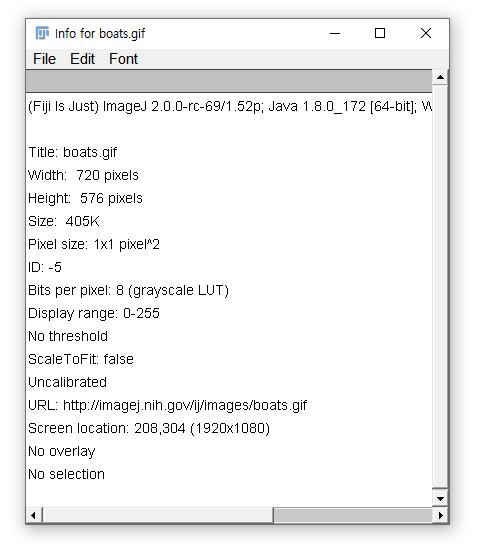 Info for boats.gif
File Edit Font
(Fiji Is Just) ImageJ 2.0.0-rc-69/1.52p; Java 1.8.0_172 [64-bit]; W
Title: boats.gif
Width:  720 pixels
Height:  576 pixels
Size:  405K
Pixel size: 1x1 pixel^2
ID: -5
Bits per pixel: 8 (grayscale LUT)
Display range: 0-255
No threshold
ScaleToFit: false
Uncalibrated
URL: http://imagej.nih.gov/ij/images/boats.gif
Screen location: 208,304 (1920x1080)
No overlay
No selection